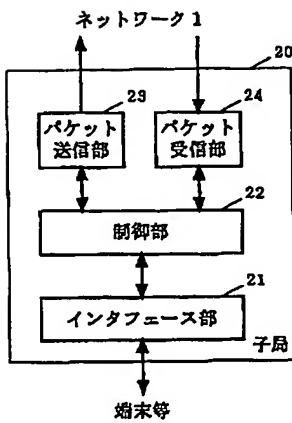 ネットワーク1
20
23
24
パケット
送信部
パケット
受信部
22
制御部
21
インタフェース部
子局
端末等